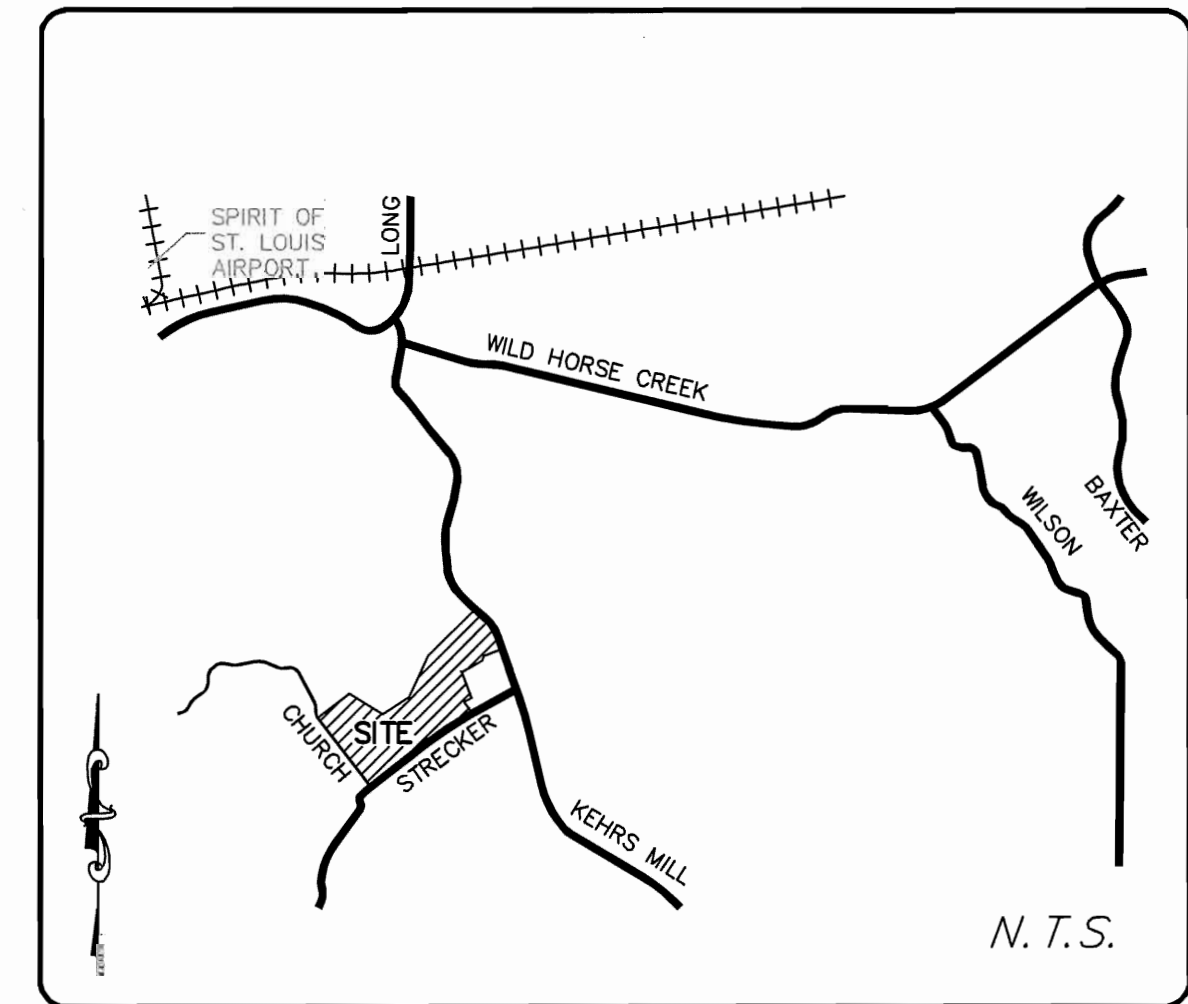 SPIRIT OF
ST. LOUIS
AIRPORT.
LONG
WILD HORSE CREEK
BAXTER
WILSON
CHURCH
SITE
STRECKER
KEHRS MILL
N.T.S.